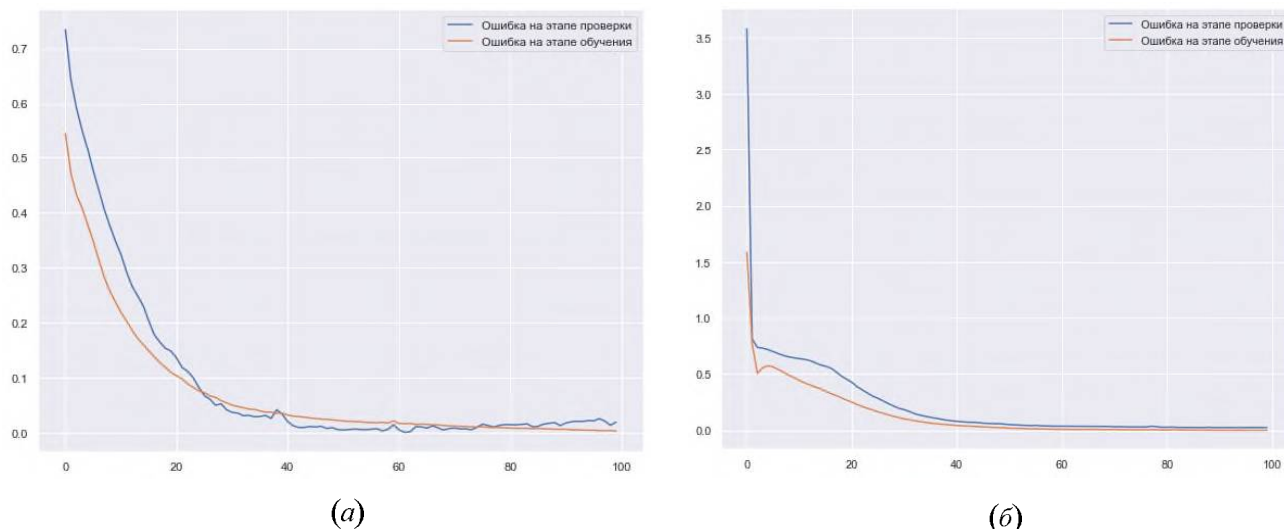 Ошибка на этапе проверки
Ошибка на этапе обучения
0.7
0.6
0.5
0.4
0.3
0.2
0.1
0.0
0 20 40 60 80 100
(а)
Ошибка на этапе проверки
Ошибка на этапе обучения
3.5
3.0
2.5
2.0
1.5
1.0
0.5
0.0
0 20 40 60 80 100
(б)